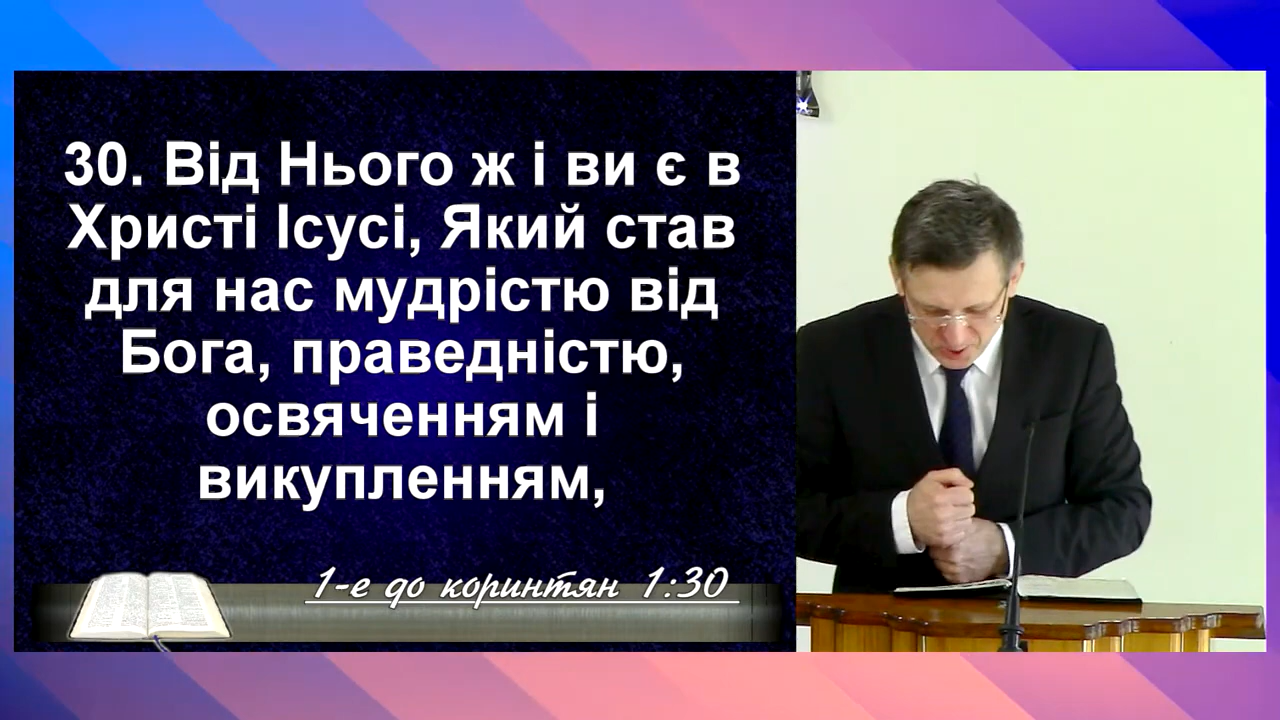 30. Від Нього ж і ви є в
Христі Ісусі, Який став
для нас мудрістю від
Бога, праведністю,
освяченням і
викупленням,
1-е до коринтян 1:30